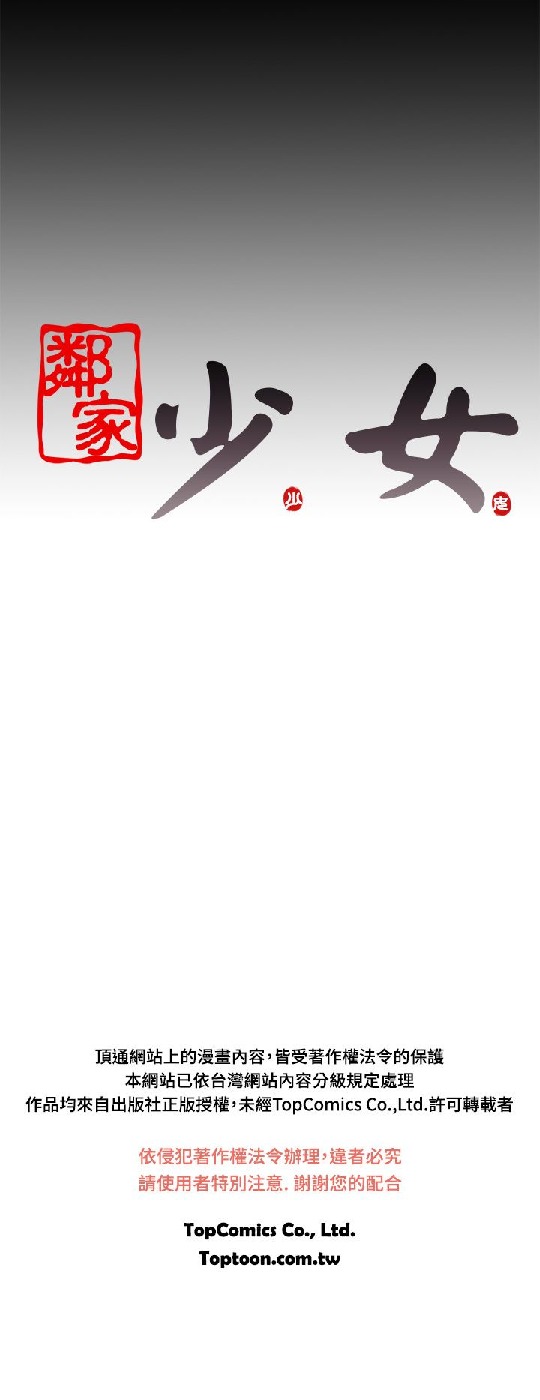 鄰家少女
頂通網站上的漫畫內容,皆受著作權法令的保護
本網站已依台灣網站內容分級規定處理
作品均來自出版社正版授權,未經TopComics Co.,Ltd.許可轉載者
依侵犯著作權法令辦理,違者必究
請使用者特別注意. 謝謝您的配合
TopComics Co., Ltd.
Toptoon.com.tw